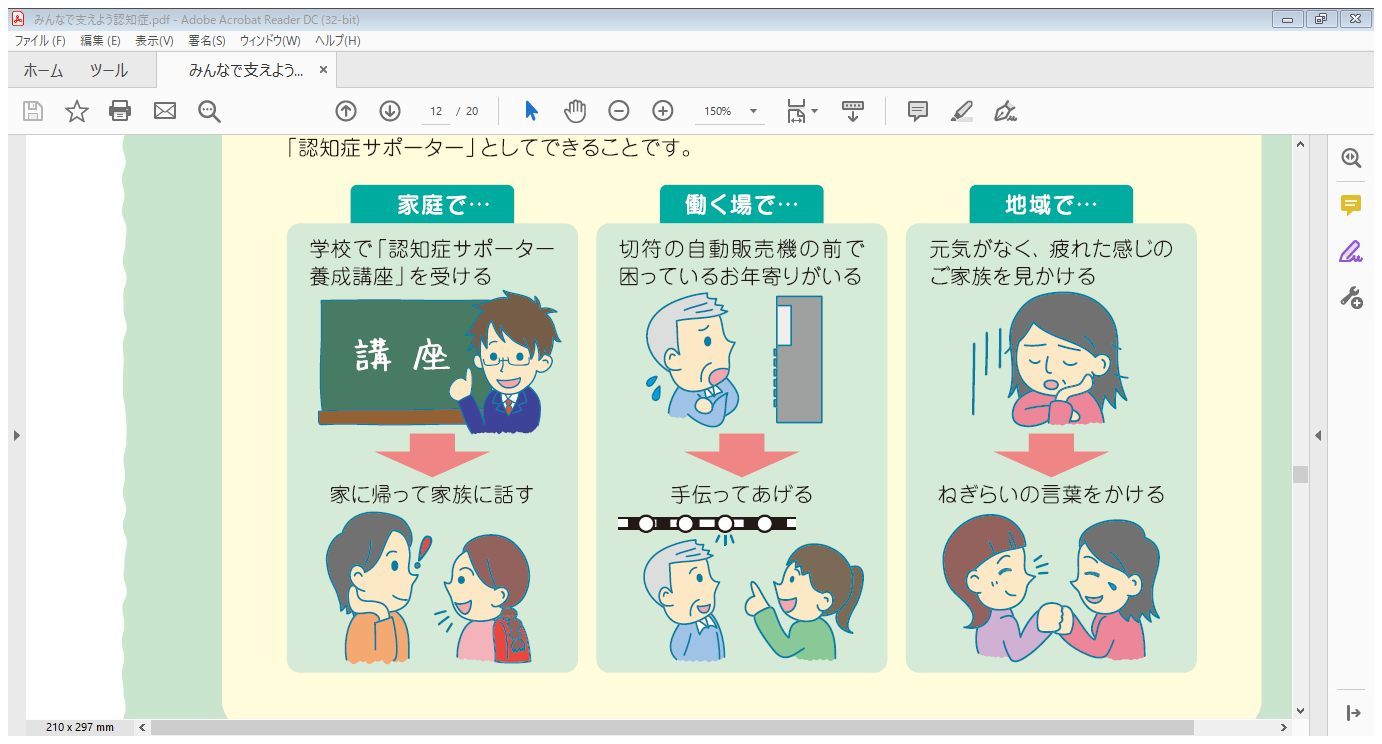 みんなで支えよう認知症.pdf - Adobe Acrobat Reader DC (32-bit)
ファイル(F) 編集(E) 表示(V) 署名(S) ウィンドウ(W) ヘルプ(H)
ホーム ツール みんなで支えよう... ×
12 / 20 150%
「認知症サポーター」としてできることです。
家庭で…
学校で「認知症サポーター
養成講座」を受ける
講座
家に帰って家族に話す
働く場で…
切符の自動販売機の前で
困っているお年寄りがいる
手伝ってあげる
地域で…
元気がなく、疲れた感じの
ご家族を見かける
ねぎらいの言葉をかける
210 x 297 mm